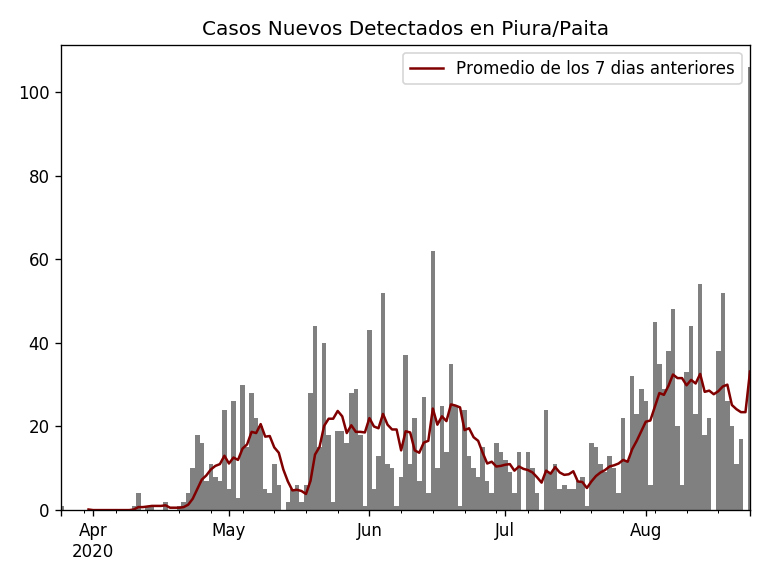 Casos Nuevos Detectados en Piura/Paita
Promedio de los 7 dias anteriores
100
80
60
40
20
0
Apr May Jun Jul Aug
2020